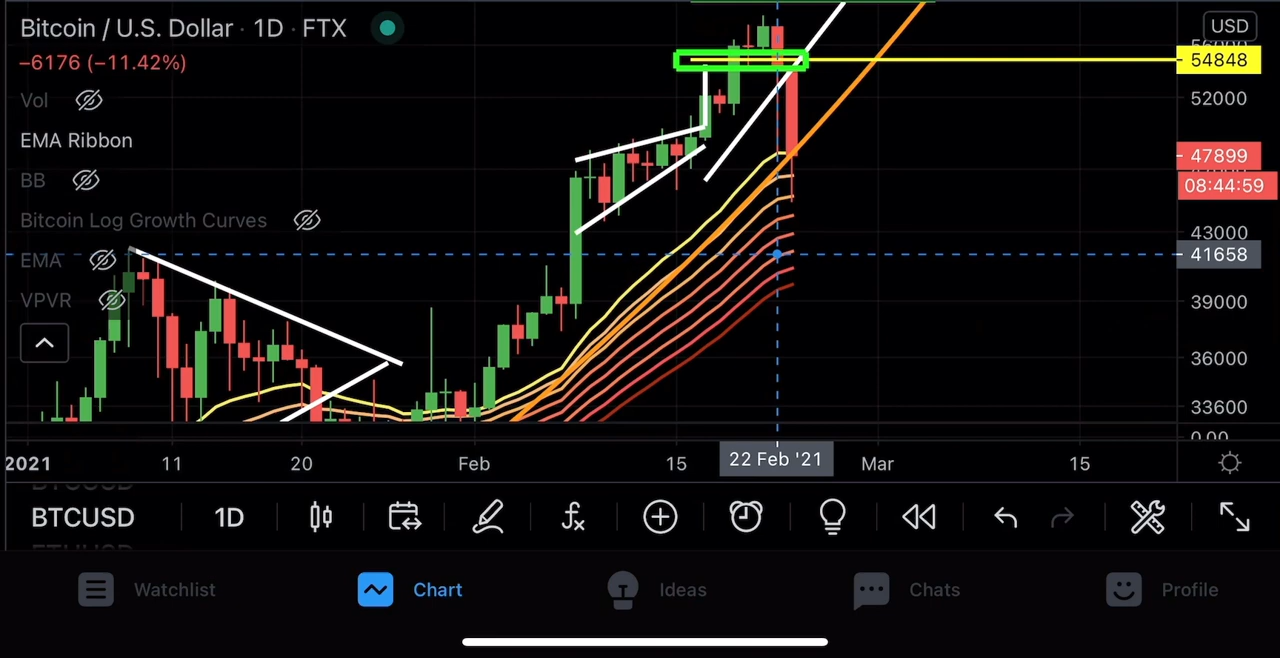 Bitcoin / U.S. Dollar · 1D · FTX
USD
−6176 (−11.42%)
56000
54848
Vol
52000
EMA Ribbon
47899
BB
08:44:59
Bitcoin Log Growth Curves
43000
EMA
41658
VPVR
39000
36000
33600
0.00
2021
11
20
Feb
15
22 Feb '21
Mar
15
BTCUSD
1D
Watchlist
Chart
Ideas
Chats
Profile